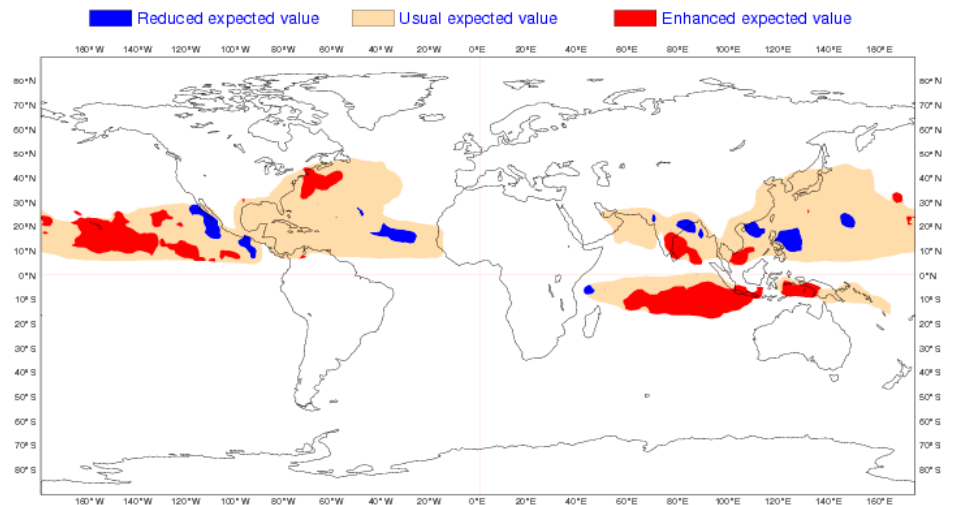 Reduced expected value Usual expected value Enhanced expected value
160°W 140°W 120°W 100°W 80°W 60°W 40°W 20°W 0°E 20°E 40°E 60°E 80°E 100°E 120°E 140°E 160°E
80°N 80°N
70°N 70°N
60°N 60°N
50°N 50°N
40°N 40°N
30°N 30°N
20°N 20°N
10°N 10°N
0°N 0°N
10°S 10°S
20°S 20°S
30°S 30°S
40°S 40°S
50°S 50°S
60°S 60°S
70°S 70°S
80°S 80°S
160°W 140°W 120°W 100°W 80°W 60°W 40°W 20°W 0°E 20°E 40°E 60°E 80°E 100°E 120°E 140°E 160°E